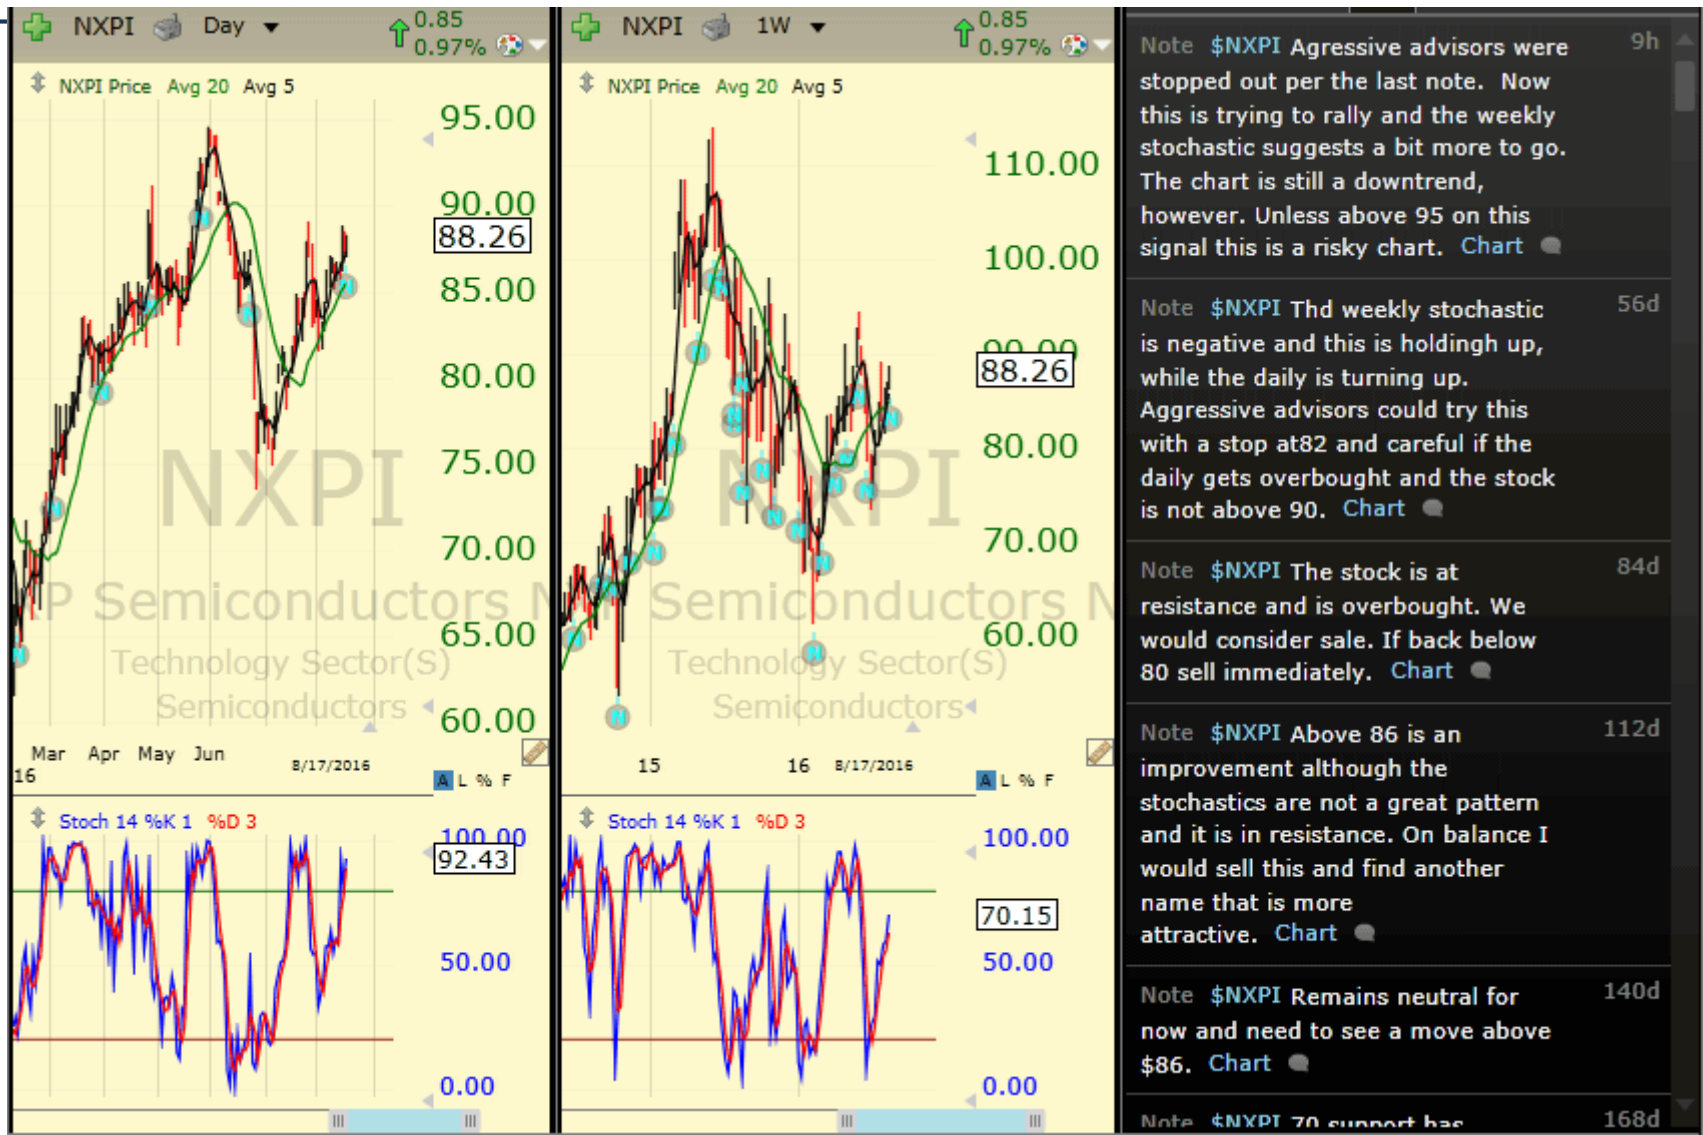 NXPI Day 0.85
0.97%
NXPI Price Avg 20 Avg 5
95.00
90.00
88.26
85.00
80.00
75.00
70.00
65.00
60.00
NXPI
P Semiconductors N
Technology Sector(S)
Semiconductors
Mar Apr May Jun 8/17/2016
16
A L % F
Stoch 14 %K 1 %D 3
100.00
92.43
50.00
0.00
NXPI 1W 0.85
0.97%
NXPI Price Avg 20 Avg 5
110.00
100.00
90.00
88.26
80.00
70.00
60.00
NXPI
Semiconductors N
Technology Sector(S)
Semiconductors
15 16 8/17/2016
A L % F
Stoch 14 %K 1 %D 3
100.00
70.15
50.00
0.00
Note $NXPI Agressive advisors were 9h
stopped out per the last note. Now
this is trying to rally and the weekly
stochastic suggests a bit more to go.
The chart is still a downtrend,
however. Unless above 95 on this
signal this is a risky chart. Chart
Note $NXPI Thd weekly stochastic 56d
is negative and this is holdingh up,
while the daily is turning up.
Aggressive advisors could try this
with a stop at82 and careful if the
daily gets overbought and the stock
is not above 90. Chart
Note $NXPI The stock is at 84d
resistance and is overbought. We
would consider sale. If back below
80 sell immediately. Chart
Note $NXPI Above 86 is an 112d
improvement although the
stochastics are not a great pattern
and it is in resistance. On balance I
would sell this and find another
name that is more
attractive. Chart
Note $NXPI Remains neutral for 140d
now and need to see a move above
$86. Chart
Note $NXPI 70 support has 168d